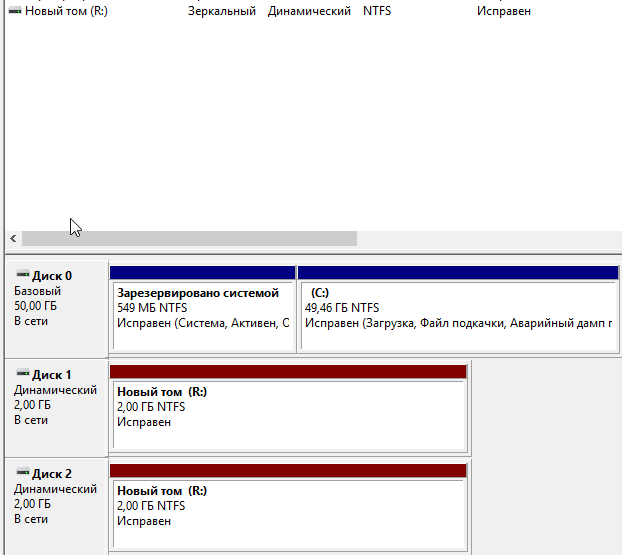 Новый том (R:) Зеркальный Динамический NTFS Исправен
Диск 0
Базовый
50,00 ГБ
В сети
Зарезервировано системой
549 МБ NTFS
Исправен (Система, Активен, О
(C:)
49,46 ГБ NTFS
Исправен (Загрузка, Файл подкачки, Аварийный дамп п
Диск 1
Динамический
2,00 ГБ
В сети
Новый том (R:)
2,00 ГБ NTFS
Исправен
Диск 2
Динамический
2,00 ГБ
В сети
Новый том (R:)
2,00 ГБ NTFS
Исправен